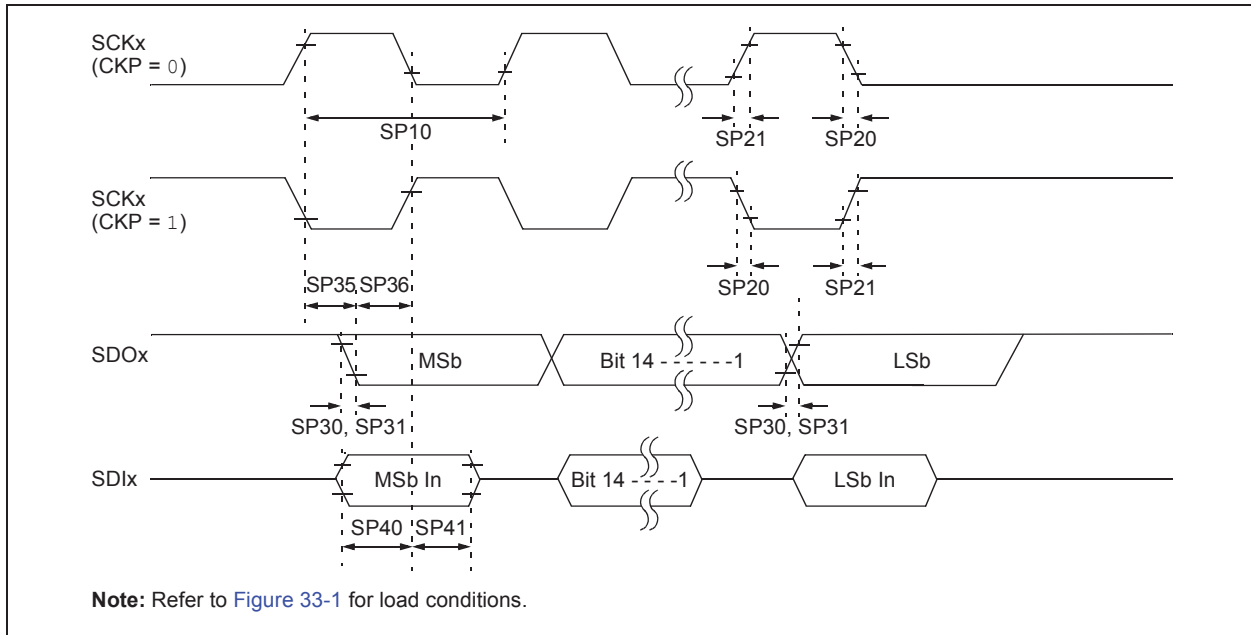 SCKx
(CKP = 0)
SP10
SP21
SP20
SCKx
(CKP = 1)
SP35
SP36
SP20
SP21
SDOx
MSb
Bit 14 - - - - - -1
LSb
SP30, SP31
SP30, SP31
SDIx
MSb In
Bit 14 - - - - -1
LSb In
SP40
SP41
Note: Refer to Figure 33-1 for load conditions.